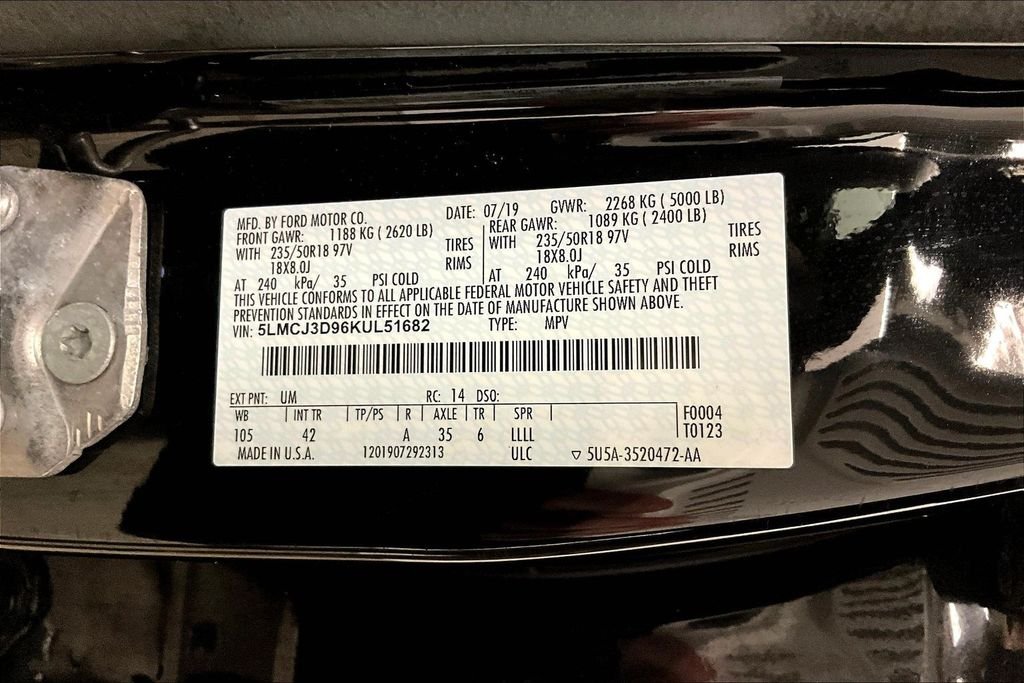 MFD. BY FORD MOTOR CO. DATE: 07/19 GVWR: 2268 KG ( 5000 LB)
FRONT GAWR: 1188 KG ( 2620 LB) REAR GAWR: 1089 KG ( 2400 LB)
WITH 235/50R18 97V TIRES WITH 235/50R18 97V TIRES
18X8.0J RIMS 18X8.0J RIMS
AT 240 kPa/ 35 PSI COLD AT 240 kPa/ 35 PSI COLD
THIS VEHICLE CONFORMS TO ALL APPLICABLE FEDERAL MOTOR VEHICLE SAFETY AND THEFT
PREVENTION STANDARDS IN EFFECT ON THE DATE OF MANUFACTURE SHOWN ABOVE.
VIN: 5LMCJ3D96KUL51682 TYPE: MPV
EXT PNT: UM RC: 14 DSO:
WB INT TR TP/PS R AXLE TR SPR F0004
105 42 A 35 6 LLLL T0123
MADE IN U.S.A. 1201907292313 ULC ▽ 5U5A-3520472-AA